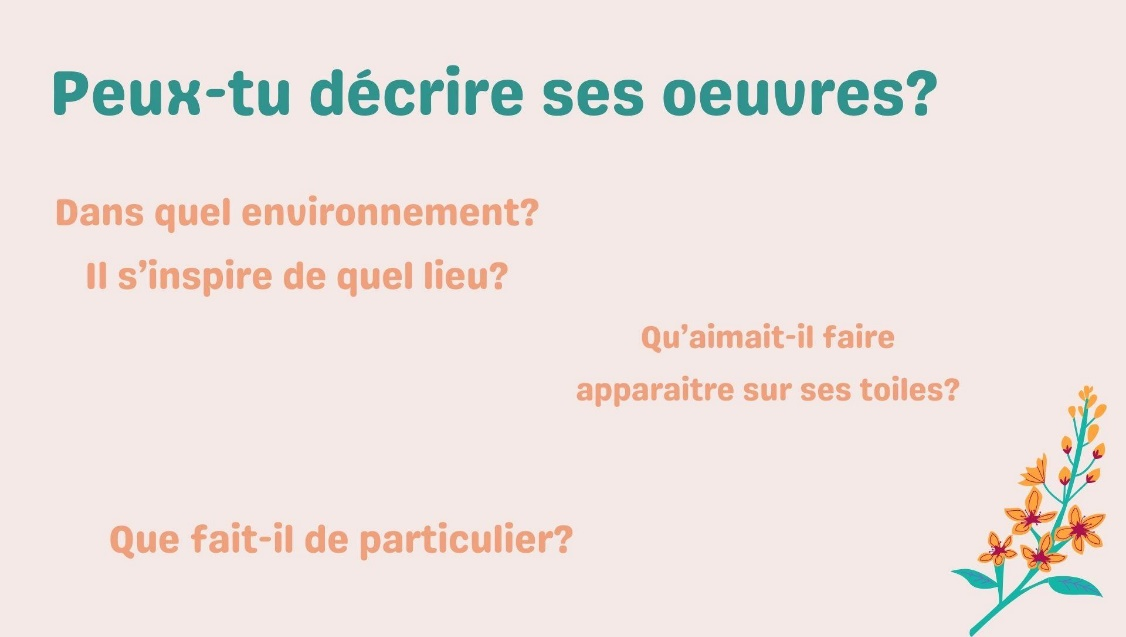 Peux-tu décrire ses oeuvres?
Dans quel environnement?
Il s'inspire de quel lieu?
Qu'aimait-il faire
apparaitre sur ses toiles?
Que fait-il de particulier?